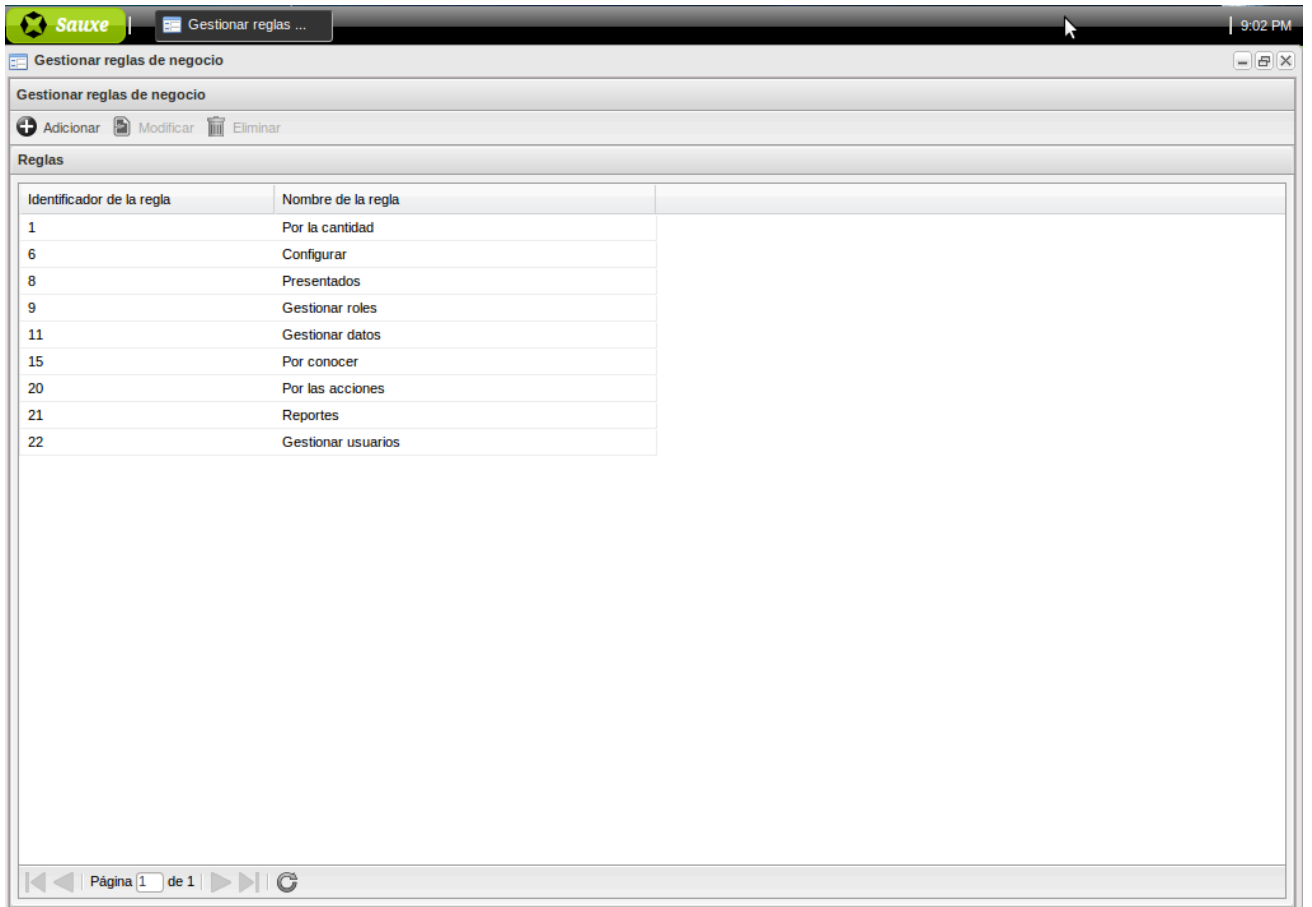 Sauxe Gestionar reglas ... 9:02 PM
Gestionar reglas de negocio
Gestionar reglas de negocio
Adicionar Modificar Eliminar
Reglas
Identificador de la regla Nombre de la regla
1 Por la cantidad
6 Configurar
8 Presentados
9 Gestionar roles
11 Gestionar datos
15 Por conocer
20 Por las acciones
21 Reportes
22 Gestionar usuarios
Página 1 de 1